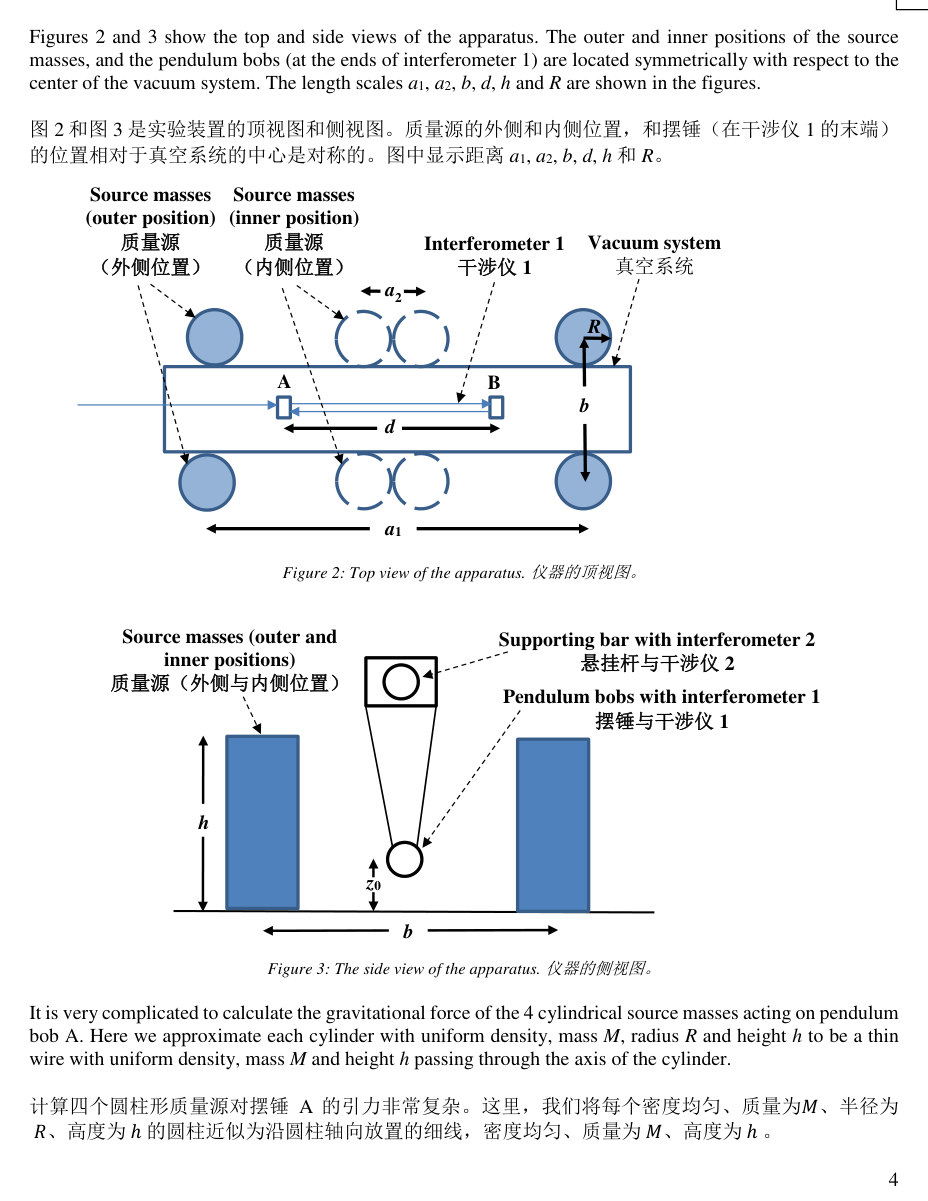 Figures 2 and 3 show the top and side views of the apparatus. The outer and inner positions of the source
masses, and the pendulum bobs (at the ends of interferometer 1) are located symmetrically with respect to the
center of the vacuum system. The length scales a1, a2, b, d, h and R are shown in the figures.
图 2 和图 3 是实验装置的顶视图和侧视图。质量源的外侧和内侧位置，和摆锤（在干涉仪 1 的末端）
的位置相对于真空系统的中心是对称的。图中显示距离 a1, a2, b, d, h 和 R。
Source masses
(outer position)
质量源
（外侧位置）
Source masses
(inner position)
质量源
（内侧位置）
Interferometer 1
干涉仪 1
Vacuum system
真空系统
a2
R
A
B
b
d
a1
Figure 2: Top view of the apparatus. 仪器的顶视图。
Source masses (outer and
inner positions)
质量源（外侧与内侧位置）
Supporting bar with interferometer 2
悬挂杆与干涉仪 2
Pendulum bobs with interferometer 1
摆锤与干涉仪 1
h
z0
b
Figure 3: The side view of the apparatus. 仪器的侧视图。
It is very complicated to calculate the gravitational force of the 4 cylindrical source masses acting on pendulum
bob A. Here we approximate each cylinder with uniform density, mass M, radius R and height h to be a thin
wire with uniform density, mass M and height h passing through the axis of the cylinder.
计算四个圆柱形质量源对摆锤 A 的引力非常复杂。这里，我们将每个密度均匀、质量为M、半径为
R、高度为 h 的圆柱近似为沿圆柱轴向放置的细线，密度均匀、质量为 M、高度为 h 。
4